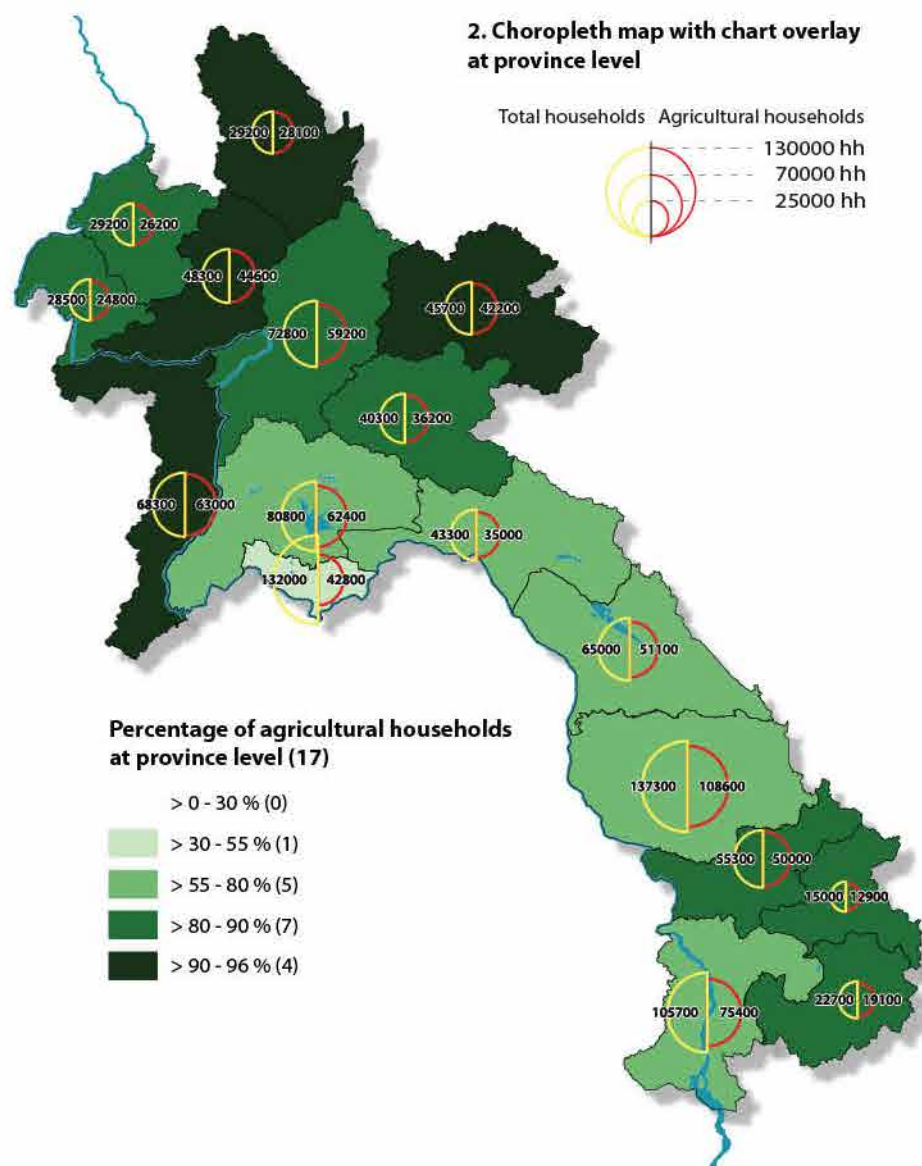 2. Choropleth map with chart overlay
at province level
Total households Agricultural households
130000 hh
70000 hh
25000 hh
29200 28100
29200 26200
48300 44600
28500 24800
45700 42200
72800 59200
40300 36200
68300 63000
80800 62400
43300 35000
132000 42800
65000 51100
Percentage of agricultural households
at province level (17)
> 0 - 30 % (0)
> 30 - 55 % (1)
> 55 - 80 % (5)
> 80 - 90 % (7)
> 90 - 96 % (4)
137300 108600
55300 50000
15000 12900
22700 19100
105700 75400